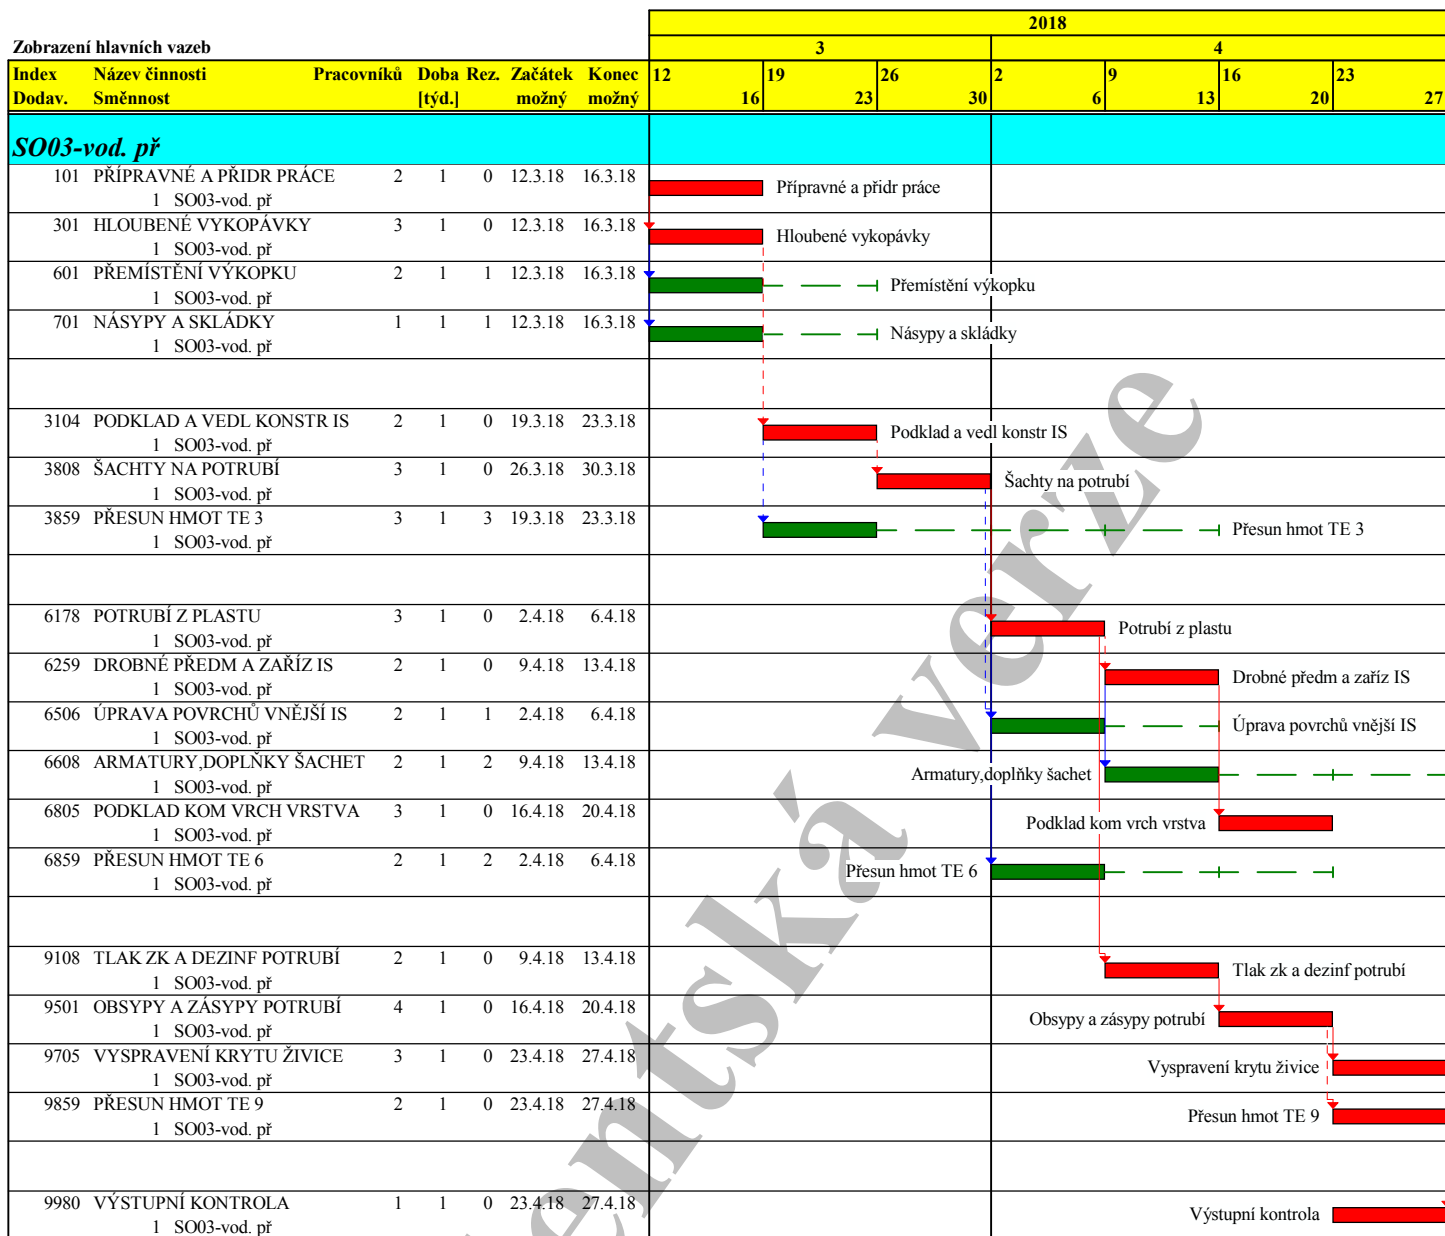 2018
Zobrazení hlavních vazeb 3 4
Index Název činnosti Pracovníků Doba Rez. Začátek Konec 12 19 26 2 9 16 23
Dodav. Směnnost [týd.] možný možný 16 23 30 6 13 20 27
SO03-vod. př
101 PŘÍPRAVNÉ A PŘIDR PRÁCE 2 1 0 12.3.18 16.3.18 Přípravné a přidr práce
1 SO03-vod. př
301 HLOUBENÉ VYKOPÁVKY 3 1 0 12.3.18 16.3.18 Hloubené vykopávky
1 SO03-vod. př
601 PŘEMÍSTĚNÍ VÝKOPKU 2 1 1 12.3.18 16.3.18 Přemístění výkopku
1 SO03-vod. př
701 NÁSYPY A SKLÁDKY 1 1 1 12.3.18 16.3.18 Násypy a skládky
1 SO03-vod. př
3104 PODKLAD A VEDL KONSTR IS 2 1 0 19.3.18 23.3.18 Podklad a vedl konstr IS
1 SO03-vod. př
3808 ŠACHTY NA POTRUBÍ 3 1 0 26.3.18 30.3.18 Šachty na potrubí
1 SO03-vod. př
3859 PŘESUN HMOT TE 3 3 1 3 19.3.18 23.3.18 Přesun hmot TE 3
1 SO03-vod. př
6178 POTRUBÍ Z PLASTU 3 1 0 2.4.18 6.4.18 Potrubí z plastu
1 SO03-vod. př
6259 DROBNÉ PŘEDM A ZAŘÍZ IS 2 1 0 9.4.18 13.4.18 Drobné předm a zaříz IS
1 SO03-vod. př
6506 ÚPRAVA POVRCHŮ VNĚJŠÍ IS 2 1 1 2.4.18 6.4.18 Úprava povrchů vnější IS
1 SO03-vod. př
6608 ARMATURY,DOPLŇKY ŠACHET 2 1 2 9.4.18 13.4.18 Armatury,doplňky šachet
1 SO03-vod. př
6805 PODKLAD KOM VRCH VRSTVA 3 1 0 16.4.18 20.4.18 Podklad kom vrch vrstva
1 SO03-vod. př
6859 PŘESUN HMOT TE 6 2 1 2 2.4.18 6.4.18 Přesun hmot TE 6
1 SO03-vod. př
9108 TLAK ZK A DEZINF POTRUBÍ 2 1 0 9.4.18 13.4.18 Tlak zk a dezinf potrubí
1 SO03-vod. př
9501 OBSYPY A ZÁSYPY POTRUBÍ 4 1 0 16.4.18 20.4.18 Obsypy a zásypy potrubí
1 SO03-vod. př
9705 VYSPRAVENÍ KRYTU ŽIVICE 3 1 0 23.4.18 27.4.18 Vyspravení krytu živice
1 SO03-vod. př
9859 PŘESUN HMOT TE 9 2 1 0 23.4.18 27.4.18 Přesun hmot TE 9
1 SO03-vod. př
9980 VÝSTUPNÍ KONTROLA 1 1 0 23.4.18 27.4.18 Výstupní kontrola
1 SO03-vod. př
entská verze